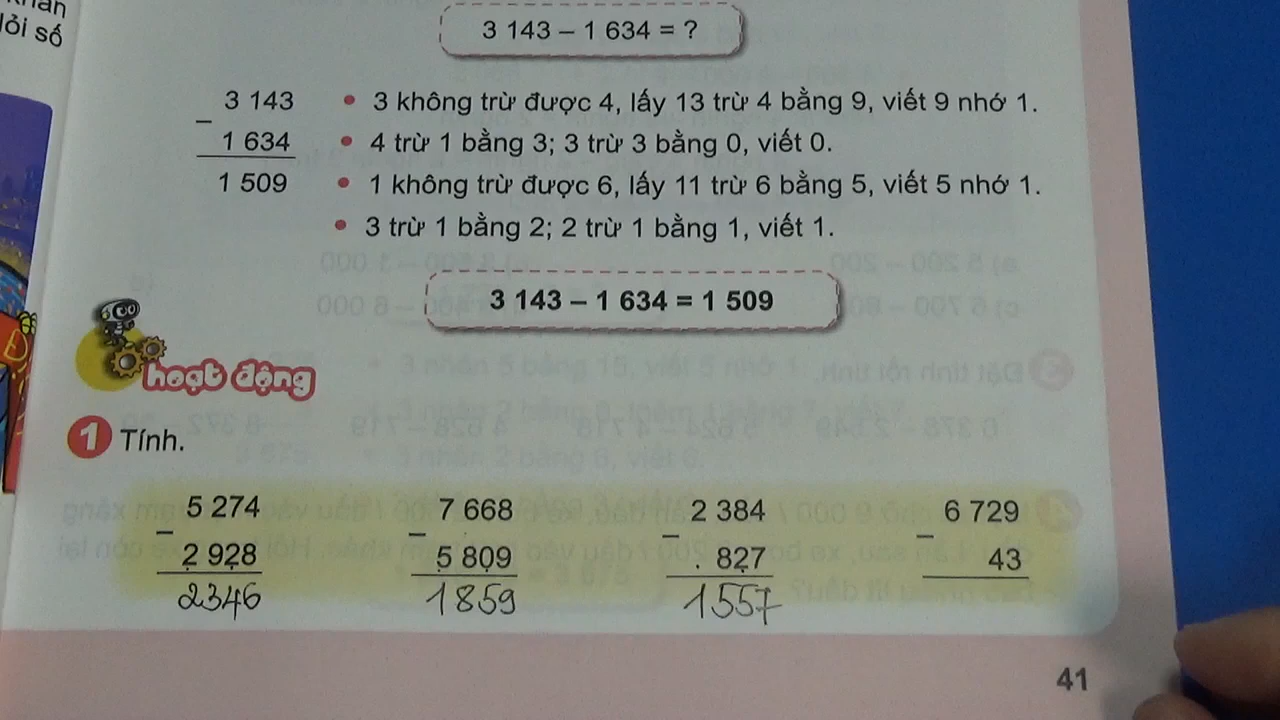 lỏi số
3 143 – 1 634 = ?
3 143
–
1 634
1 509
• 3 không trừ được 4, lấy 13 trừ 4 bằng 9, viết 9 nhớ 1.
• 4 trừ 1 bằng 3; 3 trừ 3 bằng 0, viết 0.
• 1 không trừ được 6, lấy 11 trừ 6 bằng 5, viết 5 nhớ 1.
• 3 trừ 1 bằng 2; 2 trừ 1 bằng 1, viết 1.
3 143 – 1 634 = 1 509
hoạt động
1 Tính.
5 274 7 668 2 384 6 729
– – – –
2 928 5 809 . 827 43
2346 1859 1557
41